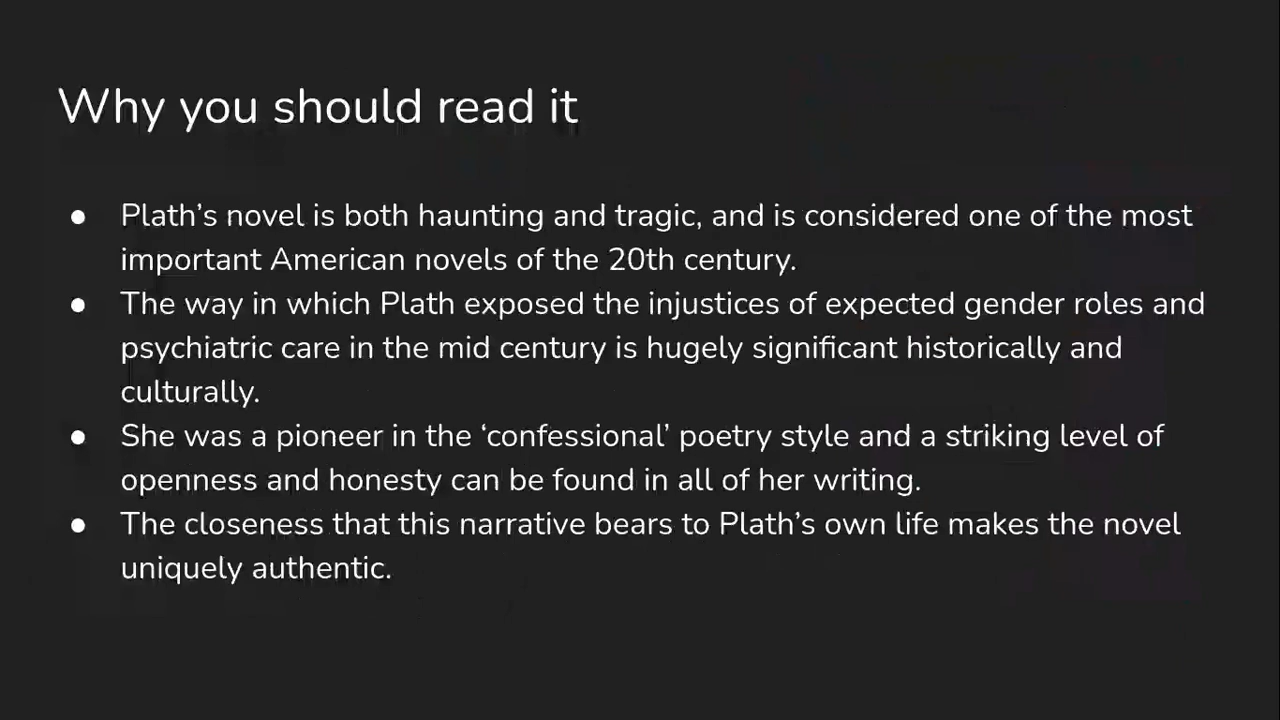 Why you should read it
● Plath’s novel is both haunting and tragic, and is considered one of the most
important American novels of the 20th century.
● The way in which Plath exposed the injustices of expected gender roles and
psychiatric care in the mid century is hugely significant historically and
culturally.
● She was a pioneer in the ‘confessional’ poetry style and a striking level of
openness and honesty can be found in all of her writing.
● The closeness that this narrative bears to Plath’s own life makes the novel
uniquely authentic.